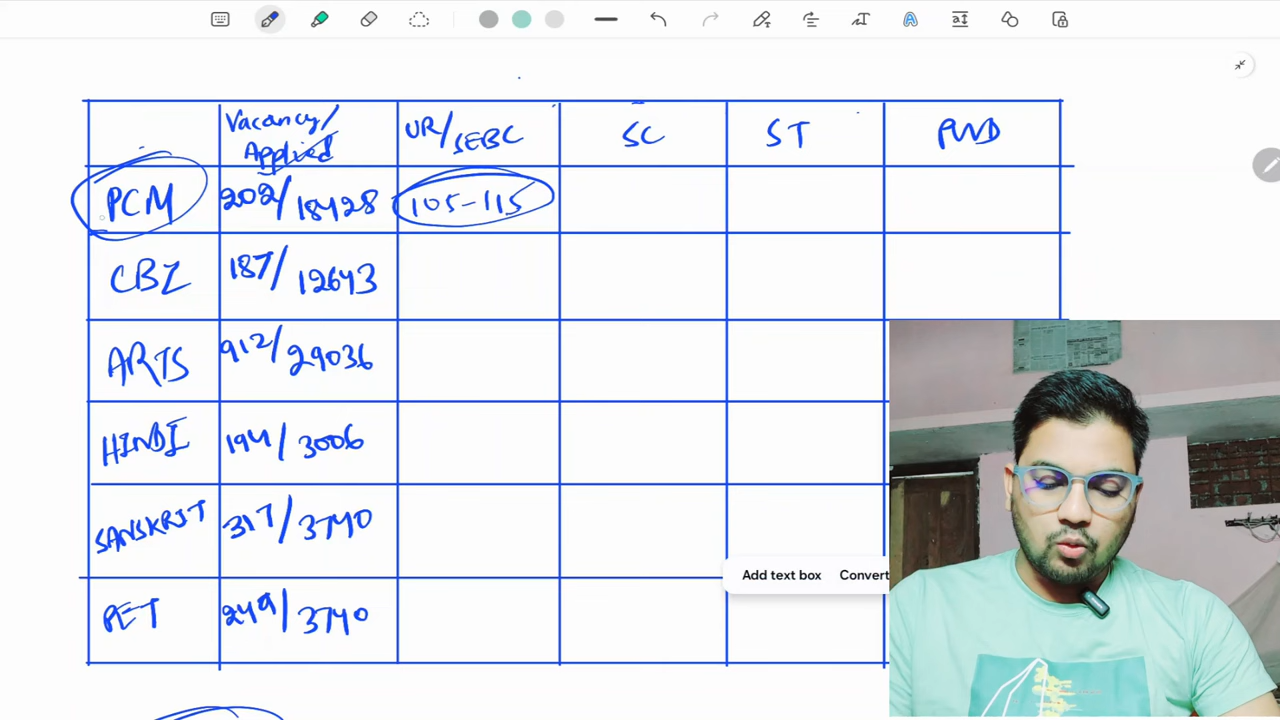 Vacancy/
Applied
UR/SEBC
SC
ST
PWD
PCM
202/18428
105-115
CBZ
187/12643
ARTS
912/29036
HINDI
194/3006
SANSKRIT
317/3740
Add text box
Convert
PET
249/3740